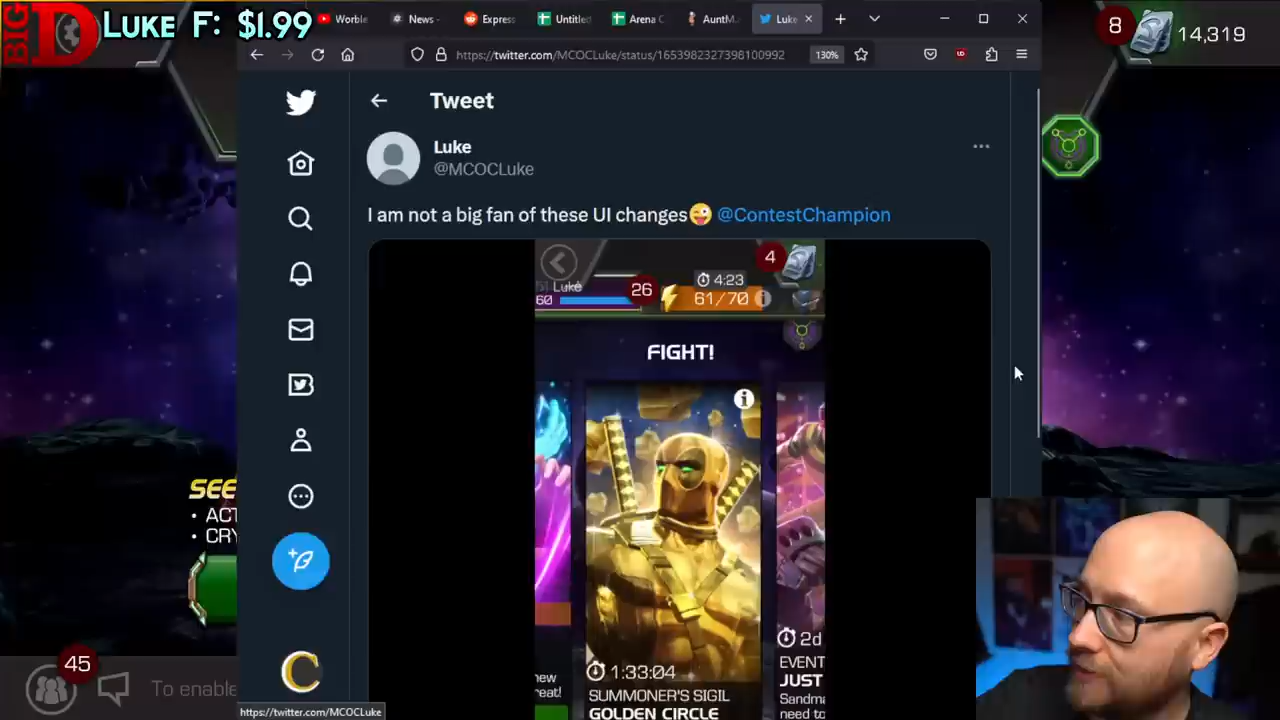 BIG
D
LUKE F: $1.99
Worble
News -
Express
Untitled
Arena C
AuntM
Luke
8
14,319
https://twitter.com/MCOCLuke/status/1653982327398100992
130%
Tweet
Luke
@MCOCLuke
I am not a big fan of these UI changes😜 @ContestChampion
4
4:23
Luke
26
60
61/70
FIGHT!
SEE
• ACT
• CRY
1:33:04
SUMMONER'S SIGIL
GOLDEN CIRCLE
2d
EVENT
JUST
Sandma
need to
new
reat!
45
To enable
https://twitter.com/MCOCLuke